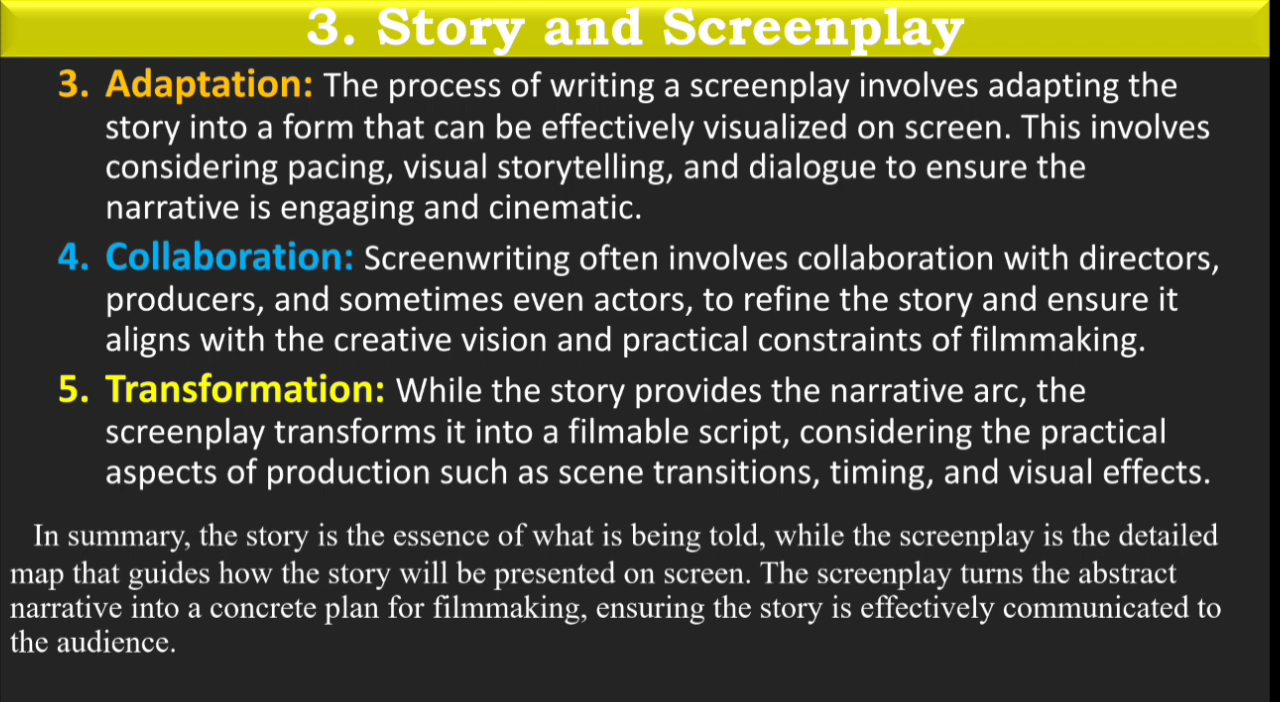 3. Story and Screenplay
3. Adaptation: The process of writing a screenplay involves adapting the
story into a form that can be effectively visualized on screen. This involves
considering pacing, visual storytelling, and dialogue to ensure the
narrative is engaging and cinematic.
4. Collaboration: Screenwriting often involves collaboration with directors,
producers, and sometimes even actors, to refine the story and ensure it
aligns with the creative vision and practical constraints of filmmaking.
5. Transformation: While the story provides the narrative arc, the
screenplay transforms it into a filmable script, considering the practical
aspects of production such as scene transitions, timing, and visual effects.
In summary, the story is the essence of what is being told, while the screenplay is the detailed
map that guides how the story will be presented on screen. The screenplay turns the abstract
narrative into a concrete plan for filmmaking, ensuring the story is effectively communicated to
the audience.